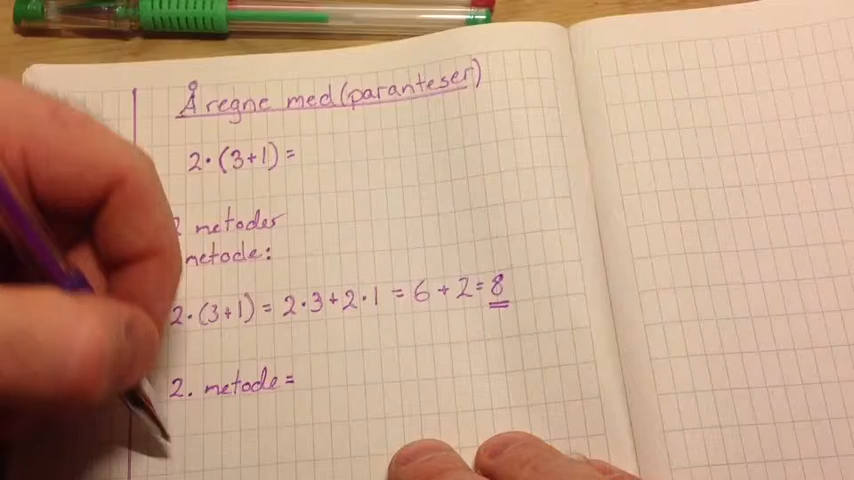 Å regne med (paranteser)
2·(3+1) =
2 metoder
metode:
2·(3+1) = 2·3+2·1 = 6+2 = 8
2. metode =